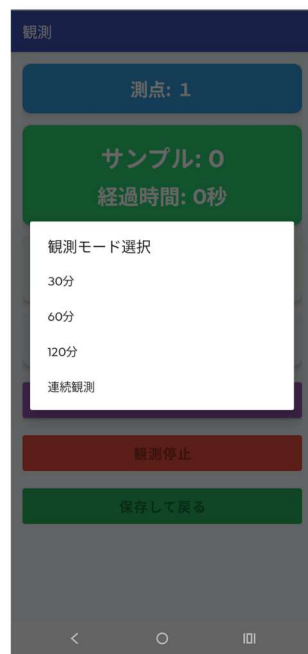 観測
測点: 1
サンプル: 0
経過時間: 0秒
観測モード選択
30分
60分
120分
連続観測
観測停止
保存して戻る